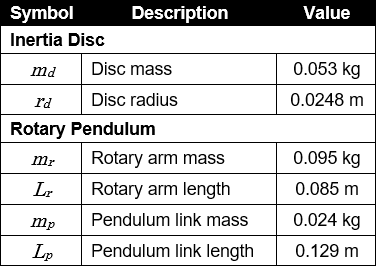 Symbol Description Value
Inertia Disc
m_d Disc mass 0.053 kg
r_d Disc radius 0.0248 m
Rotary Pendulum
m_r Rotary arm mass 0.095 kg
L_r Rotary arm length 0.085 m
m_p Pendulum link mass 0.024 kg
L_p Pendulum link length 0.129 m